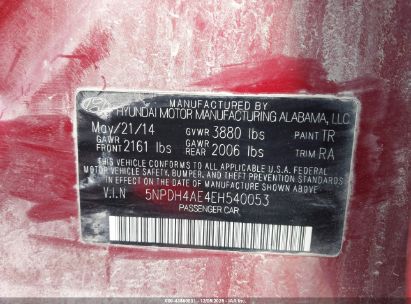 MANUFACTURED BY
HYUNDAI MOTOR MANUFACTURING ALABAMA, LLC
May/21/14 GVWR 3880 lbs PAINT TR
GAWR FRONT 2161 lbs GAWR REAR 2006 lbs TRIM RA
THIS VEHICLE CONFORMS TO ALL APPLICABLE U.S.A. FEDERAL
MOTOR VEHICLE SAFETY, BUMPER, AND THEFT PREVENTION STANDARDS
IN EFFECT ON THE DATE OF MANUFACTURE SHOWN ABOVE.
V.I.N 5NPDH4AE4EH540053
PASSENGER CAR